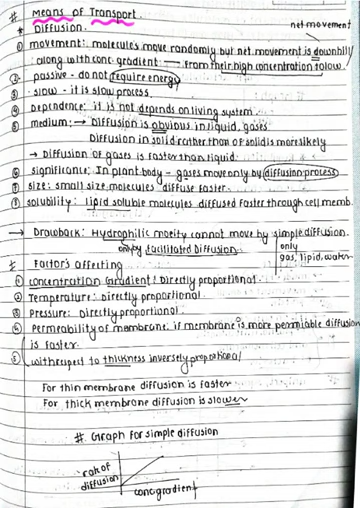 # Means of Transport
* Diffusion.
net movement
① movement: molecules move randomly but net movement is downhill/
along with conc. gradient: → from their high concentration to low.
② passive - do not require energy
③ slow - it is slow process.
④ Dependence: it is not depends on living system.
⑤ medium: → Diffusion is obvious in liquid, gases
Diffusion in solid rather than of solid is more likely
→ Diffusion of gases is faster than liquid.
⑥ significance: In plant body - gases move only by diffusion process
⑦ size: small size molecules diffuse faster.
⑧ solubility: lipid soluble molecules diffused faster through cell memb.
→ Drawback: Hydrophilic moeity cannot move by simple diffusion.
only by facilitated Diffusion.
only
gas, lipid, water
Factor's affecting
① concentration Gradient: Directly proportional.
② Temperature: Directly proportional
③ Pressure: Directly proportional.
④ Permeability of membrane: if membrane is more permiable diffusion
is faster.
⑤ with respect to thickness inversely proportional
For thin membrane diffusion is faster
For thick membrane diffusion is slower
#. Graph for simple diffusion
rate of
diffusion
conc gradient